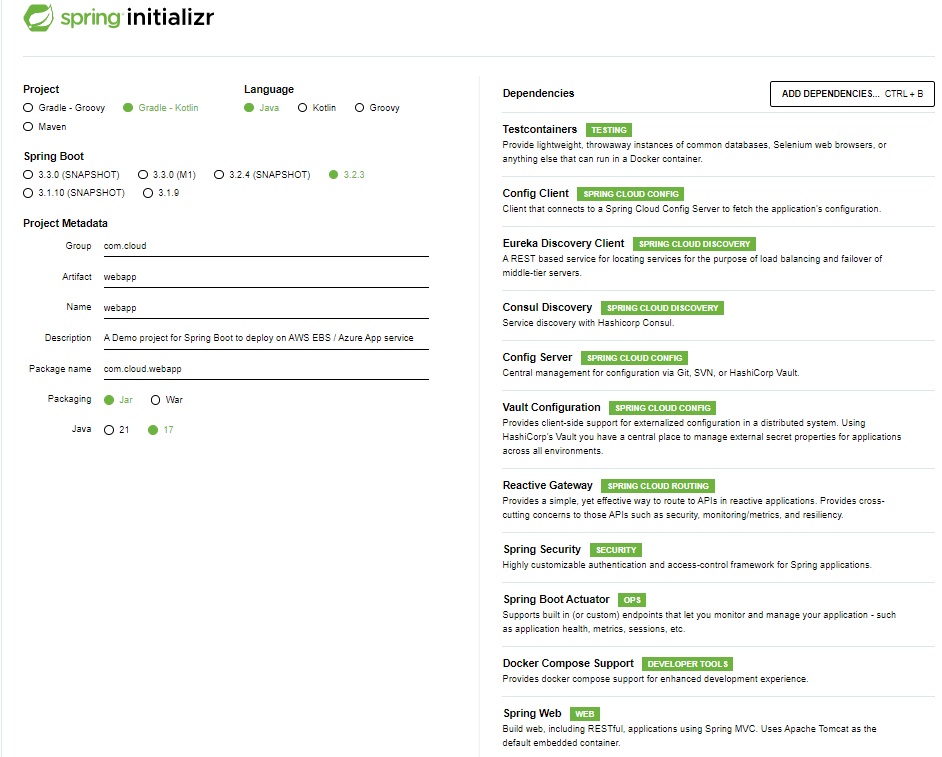 spring initializr
Project
Language
Gradle - Groovy Gradle - Kotlin
Java Kotlin Groovy
Maven
Spring Boot
3.3.0 (SNAPSHOT) 3.3.0 (M1) 3.2.4 (SNAPSHOT) 3.2.3
3.1.10 (SNAPSHOT) 3.1.9
Project Metadata
Group com.cloud
Artifact webapp
Name webapp
Description A Demo project for Spring Boot to deploy on AWS EBS / Azure App service
Package name com.cloud.webapp
Packaging Jar War
Java 21 17
Dependencies
ADD DEPENDENCIES... CTRL + B
Testcontainers TESTING
Provide lightweight, throwaway instances of common databases, Selenium web browsers, or
anything else that can run in a Docker container.
Config Client SPRING CLOUD CONFIG
Client that connects to a Spring Cloud Config Server to fetch the application's configuration.
Eureka Discovery Client SPRING CLOUD DISCOVERY
A REST based service for locating services for the purpose of load balancing and failover of
middle-tier servers.
Consul Discovery SPRING CLOUD DISCOVERY
Service discovery with Hashicorp Consul.
Config Server SPRING CLOUD CONFIG
Central management for configuration via Git, SVN, or HashiCorp Vault.
Vault Configuration SPRING CLOUD CONFIG
Provides client-side support for externalized configuration in a distributed system. Using
HashiCorp's Vault you have a central place to manage external secret properties for applications
across all environments.
Reactive Gateway SPRING CLOUD ROUTING
Provides a simple, yet effective way to route to APIs in reactive applications. Provides cross-
cutting concerns to those APIs such as security, monitoring/metrics, and resiliency.
Spring Security SECURITY
Highly customizable authentication and access-control framework for Spring applications.
Spring Boot Actuator OPS
Supports built in (or custom) endpoints that let you monitor and manage your application - such
as application health, metrics, sessions, etc.
Docker Compose Support DEVELOPER TOOLS
Provides docker compose support for enhanced development experience.
Spring Web WEB
Build web, including RESTful, applications using Spring MVC. Uses Apache Tomcat as the
default embedded container.